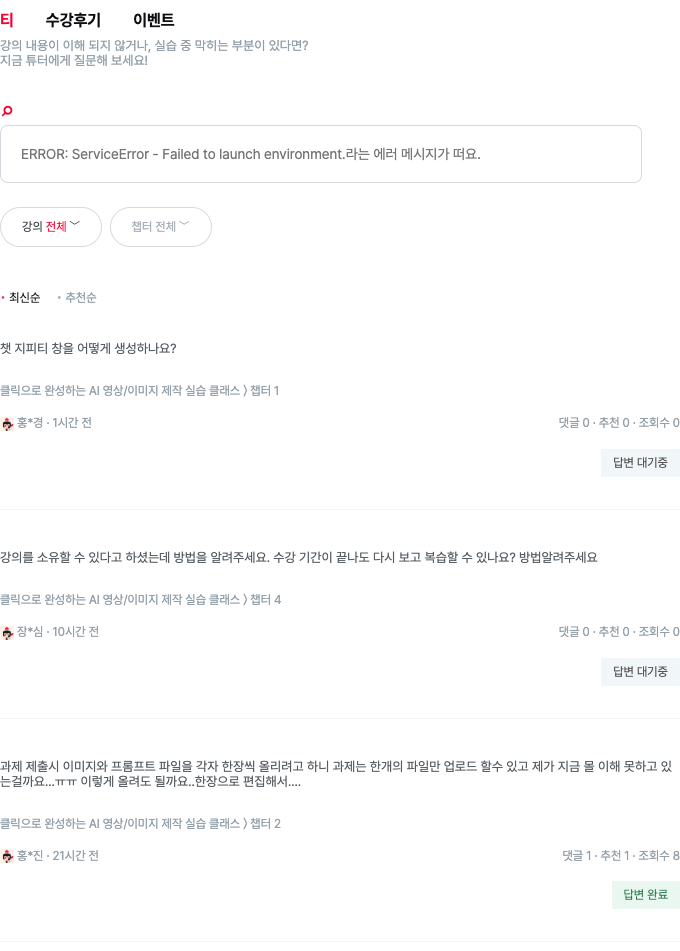 티 수강후기 이벤트
강의 내용이 이해 되지 않거나, 실습 중 막히는 부분이 있다면?
지금 튜터에게 질문해 보세요!
ERROR: ServiceError - Failed to launch environment.라는 에러 메시지가 떠요.
강의 전체 챕터 전체
· 최신순 · 추천순
챗 지피티 창을 어떻게 생성하나요?
클릭으로 완성하는 AI 영상/이미지 제작 실습 클래스 > 챕터 1
홍*경 · 1시간 전 댓글 0 · 추천 0 · 조회수 0
답변 대기중
강의를 소유할 수 있다고 하셨는데 방법을 알려주세요. 수강 기간이 끝나도 다시 보고 복습할 수 있나요? 방법알려주세요
클릭으로 완성하는 AI 영상/이미지 제작 실습 클래스 > 챕터 4
장*심 · 10시간 전 댓글 0 · 추천 0 · 조회수 0
답변 대기중
과제 제출시 이미지와 프롬프트 파일을 각자 한장씩 올리려고 하니 과제는 한개의 파일만 업로드 할수 있고 제가 지금 몰 이해 못하고 있
는걸까요...ㅠㅠ 이렇게 올려도 될까요..한장으로 편집해서....
클릭으로 완성하는 AI 영상/이미지 제작 실습 클래스 > 챕터 2
홍*진 · 21시간 전 댓글 1 · 추천 1 · 조회수 8
답변 완료